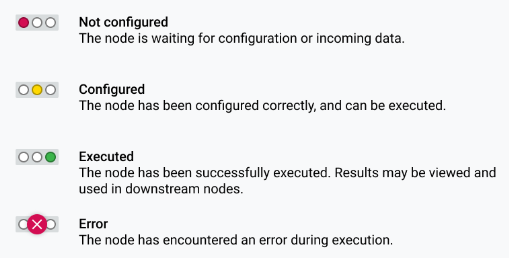 Not configured
The node is waiting for configuration or incoming data.
Configured
The node has been configured correctly, and can be executed.
Executed
The node has been successfully executed. Results may be viewed and
used in downstream nodes.
Error
The node has encountered an error during execution.